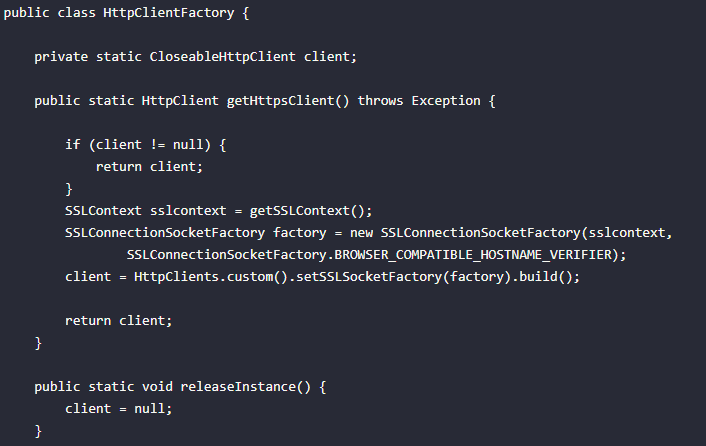 public class HttpClientFactory {
private static CloseableHttpClient client;
public static HttpClient getHttpsClient() throws Exception {
if (client != null) {
return client;
}
SSLContext sslcontext = getSSLContext();
SSLConnectionSocketFactory factory = new SSLConnectionSocketFactory(sslcontext,
SSLConnectionSocketFactory.BROWSER_COMPATIBLE_HOSTNAME_VERIFIER);
client = HttpClients.custom().setSSLSocketFactory(factory).build();
return client;
}
public static void releaseInstance() {
client = null;
}